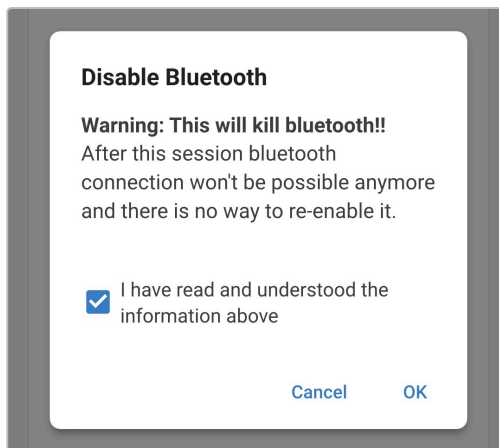 Disable Bluetooth
Warning: This will kill bluetooth!!
After this session bluetooth
connection won't be possible anymore
and there is no way to re-enable it.
I have read and understood the
information above
Cancel OK